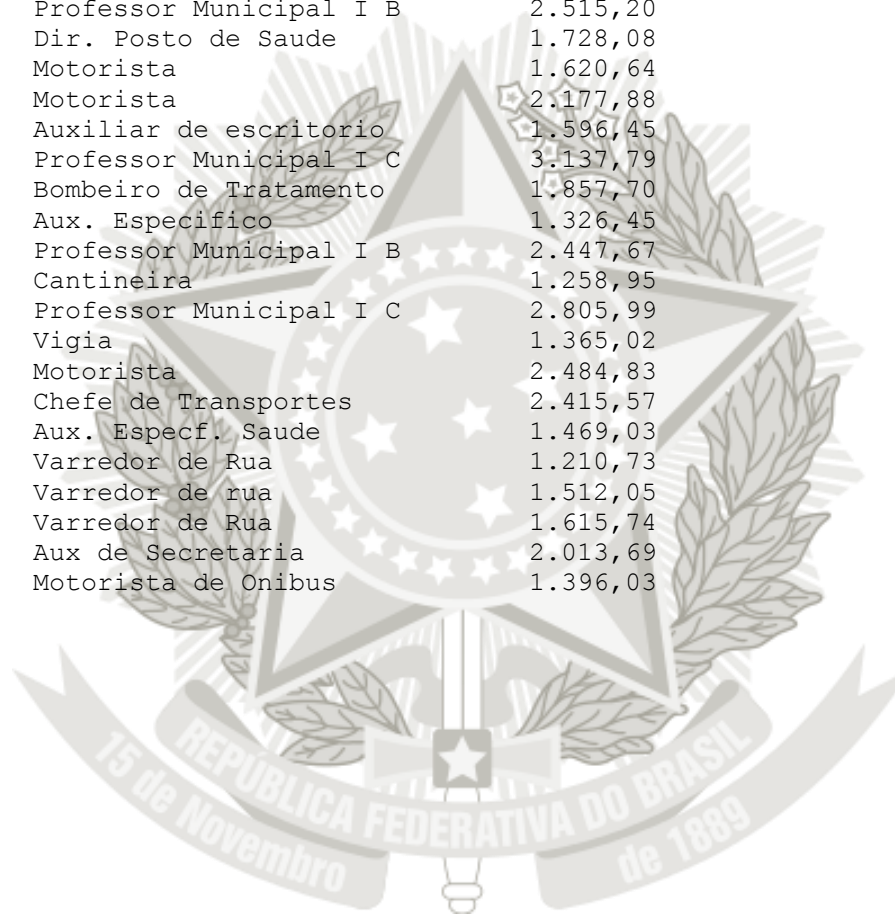 Professor Municipal I B 2.515,20
Dir. Posto de Saude 1.728,08
Motorista 1.620,64
Motorista 2.177,88
Auxiliar de escritorio 1.596,45
Professor Municipal I C 3.137,79
Bombeiro de Tratamento 1.857,70
Aux. Especifico 1.326,45
Professor Municipal I B 2.447,67
Cantineira 1.258,95
Professor Municipal I C 2.805,99
Vigia 1.365,02
Motorista 2.484,83
Chefe de Transportes 2.415,57
Aux. Especf. Saude 1.469,03
Varredor de Rua 1.210,73
Varredor de rua 1.512,05
Varredor de Rua 1.615,74
Aux de Secretaria 2.013,69
Motorista de Onibus 1.396,03
REPÚBLICA FEDERATIVA DO BRASIL
15 de Novembro de 1889